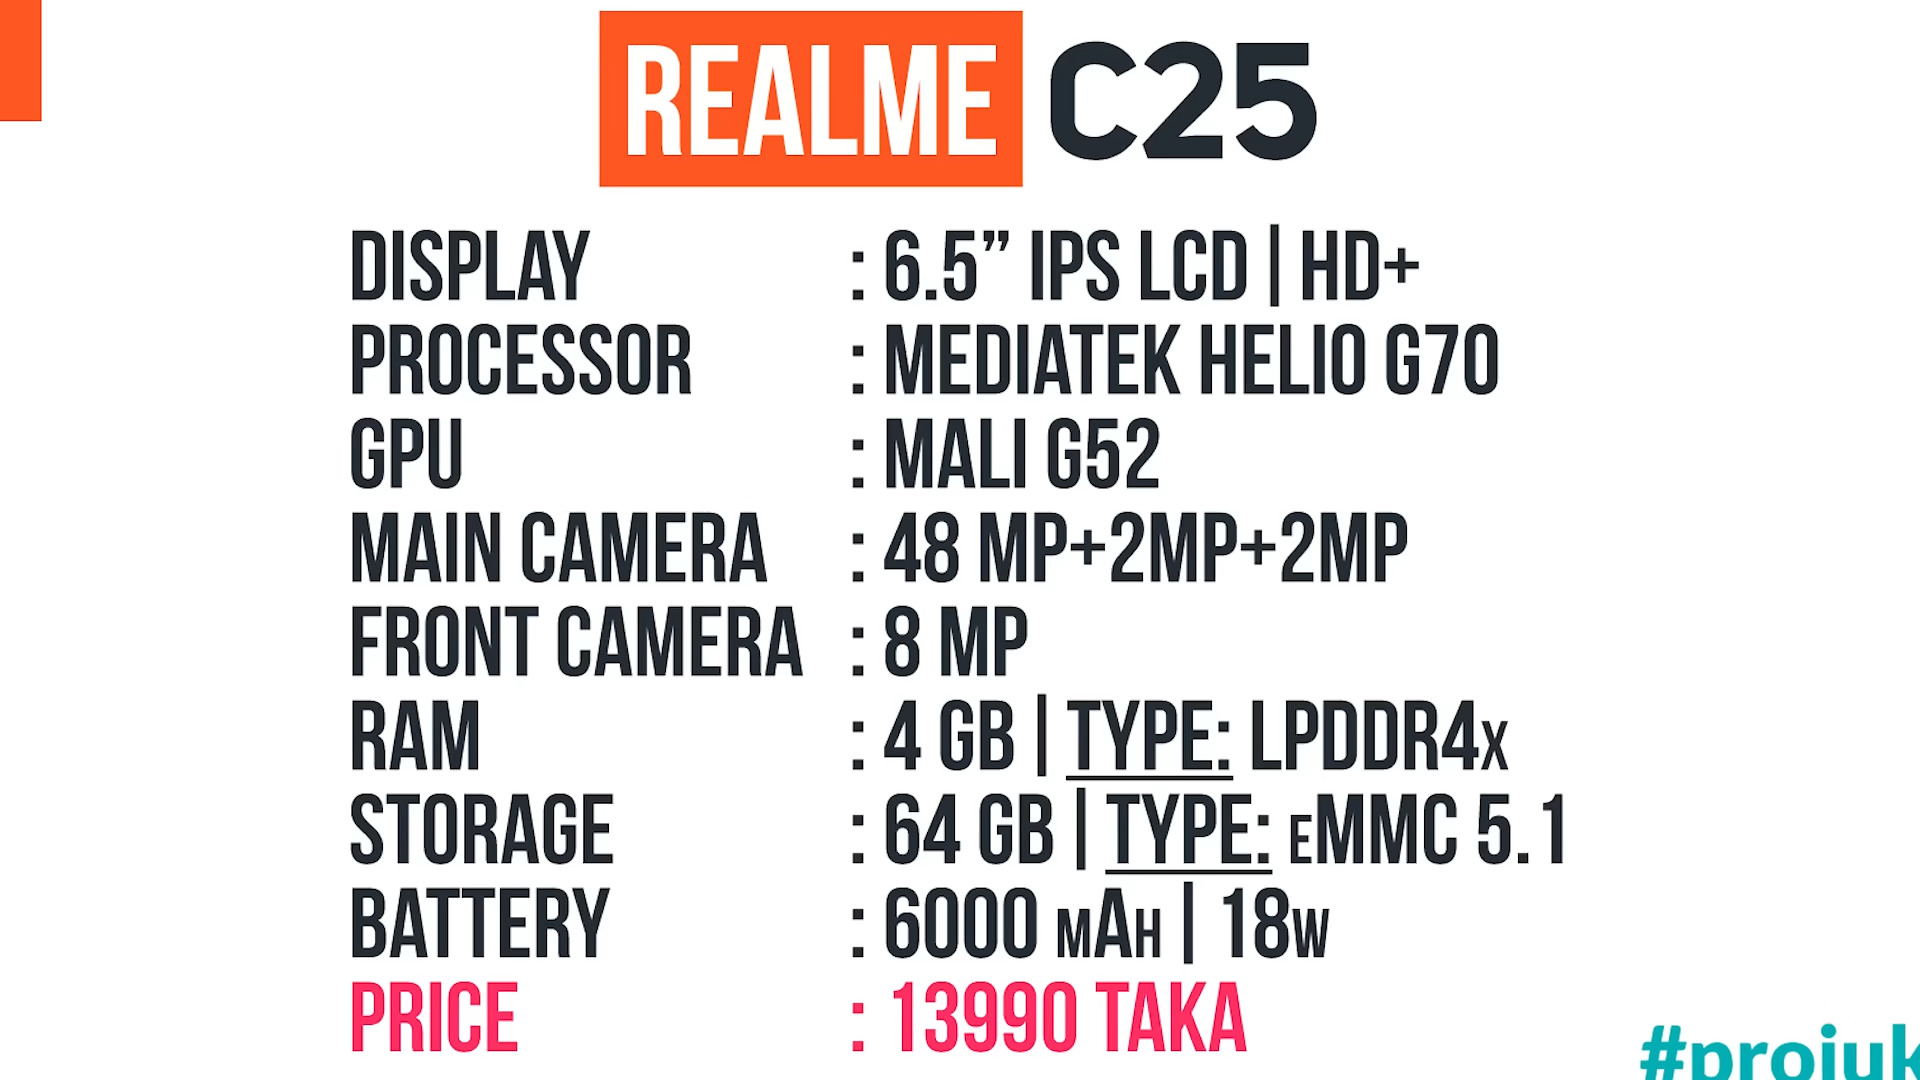 REALME C25
DISPLAY : 6.5” IPS LCD | HD+
PROCESSOR : MEDIATEK HELIO G70
GPU : MALI G52
MAIN CAMERA : 48 MP+2MP+2MP
FRONT CAMERA : 8 MP
RAM : 4 GB | TYPE: LPDDR4X
STORAGE : 64 GB | TYPE: EMMC 5.1
BATTERY : 6000 MAH | 18W
PRICE : 13990 TAKA